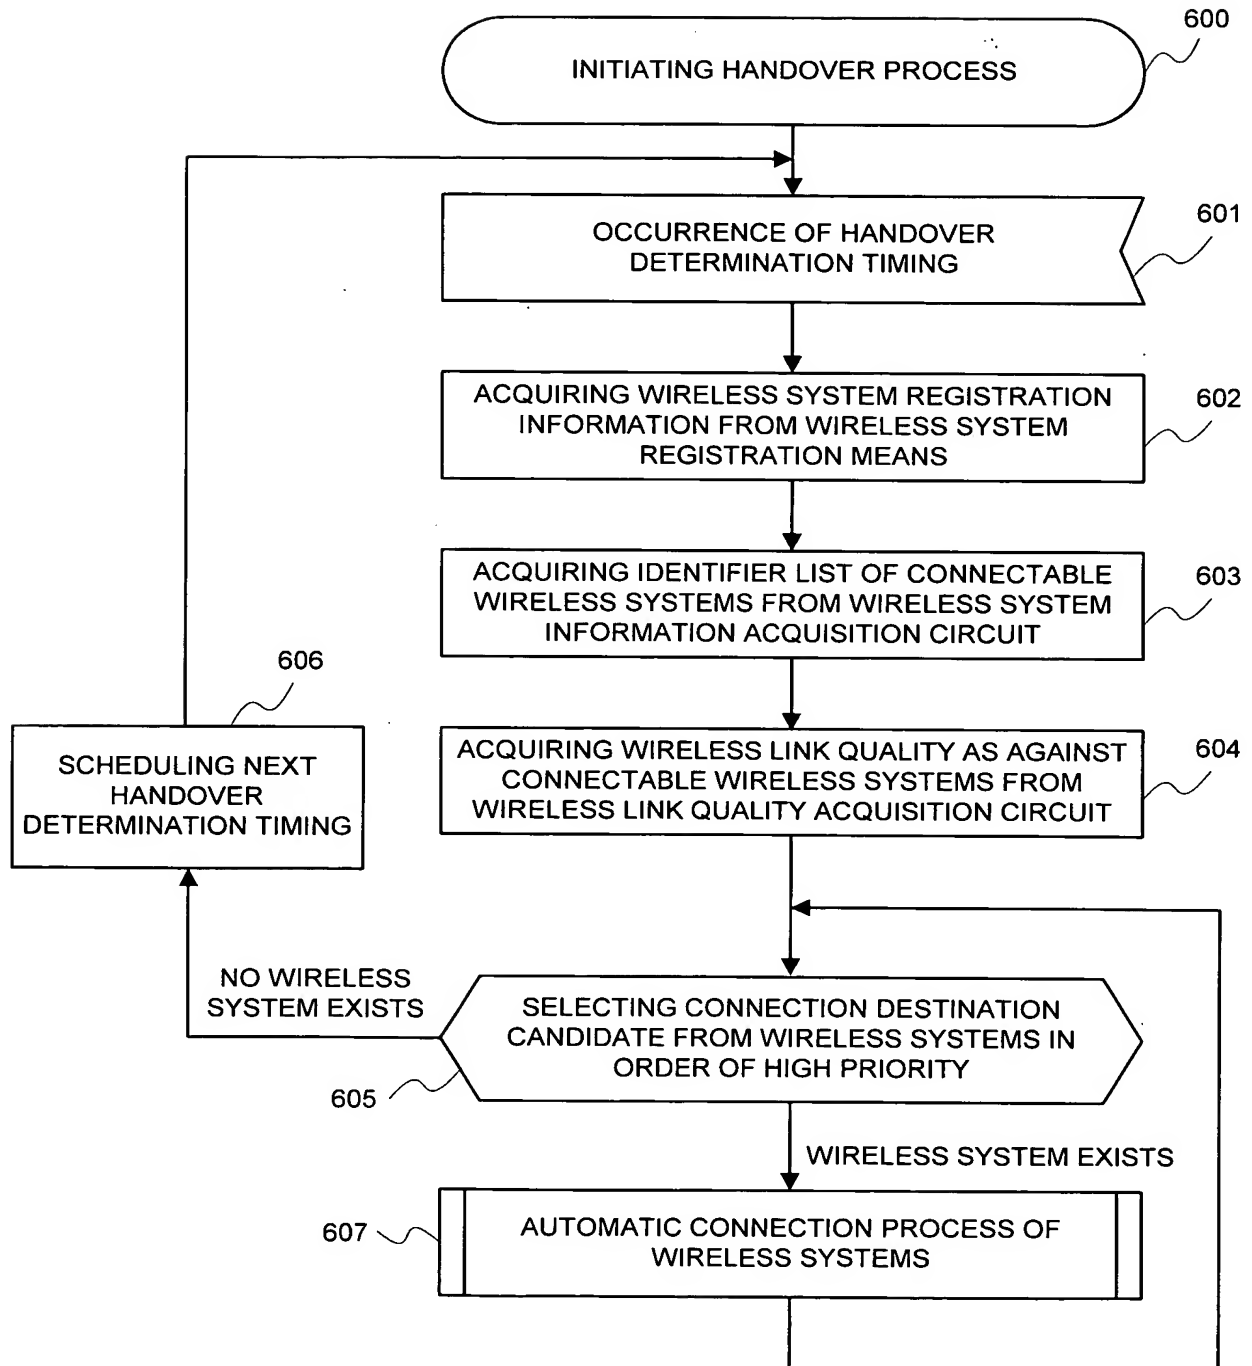 600
INITIATING HANDOVER PROCESS
601
OCCURRENCE OF HANDOVER
DETERMINATION TIMING
602
ACQUIRING WIRELESS SYSTEM REGISTRATION
INFORMATION FROM WIRELESS SYSTEM
REGISTRATION MEANS
603
ACQUIRING IDENTIFIER LIST OF CONNECTABLE
WIRELESS SYSTEMS FROM WIRELESS SYSTEM
INFORMATION ACQUISITION CIRCUIT
606
SCHEDULING NEXT
HANDOVER
DETERMINATION TIMING
604
ACQUIRING WIRELESS LINK QUALITY AS AGAINST
CONNECTABLE WIRELESS SYSTEMS FROM
WIRELESS LINK QUALITY ACQUISITION CIRCUIT
NO WIRELESS
SYSTEM EXISTS
SELECTING CONNECTION DESTINATION
CANDIDATE FROM WIRELESS SYSTEMS IN
ORDER OF HIGH PRIORITY
605
WIRELESS SYSTEM EXISTS
607
AUTOMATIC CONNECTION PROCESS OF
WIRELESS SYSTEMS